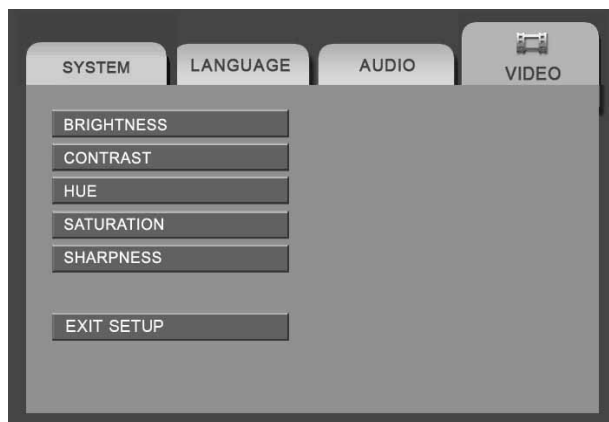 SYSTEM LANGUAGE AUDIO VIDEO
BRIGHTNESS
CONTRAST
HUE
SATURATION
SHARPNESS
EXIT SETUP